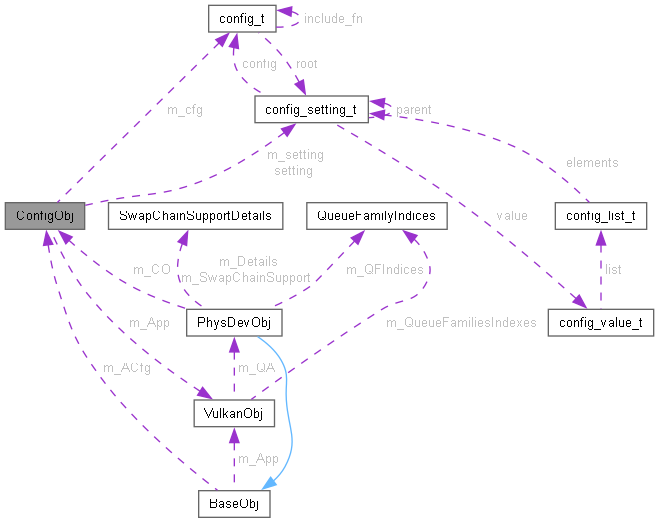 config_t
include_fn
config
root
m_cfg
config_setting_t
parent
m_setting
setting
elements
ConfigObj
SwapChainSupportDetails
QueueFamilyIndices
value
config_list_t
m_CO
m_Details
m_SwapChainSupport
m_QFIndices
list
m_App
PhysDevObj
m_QueueFamiliesIndexes
config_value_t
m_ACfg
m_QA
VulkanObj
m_App
BaseObj